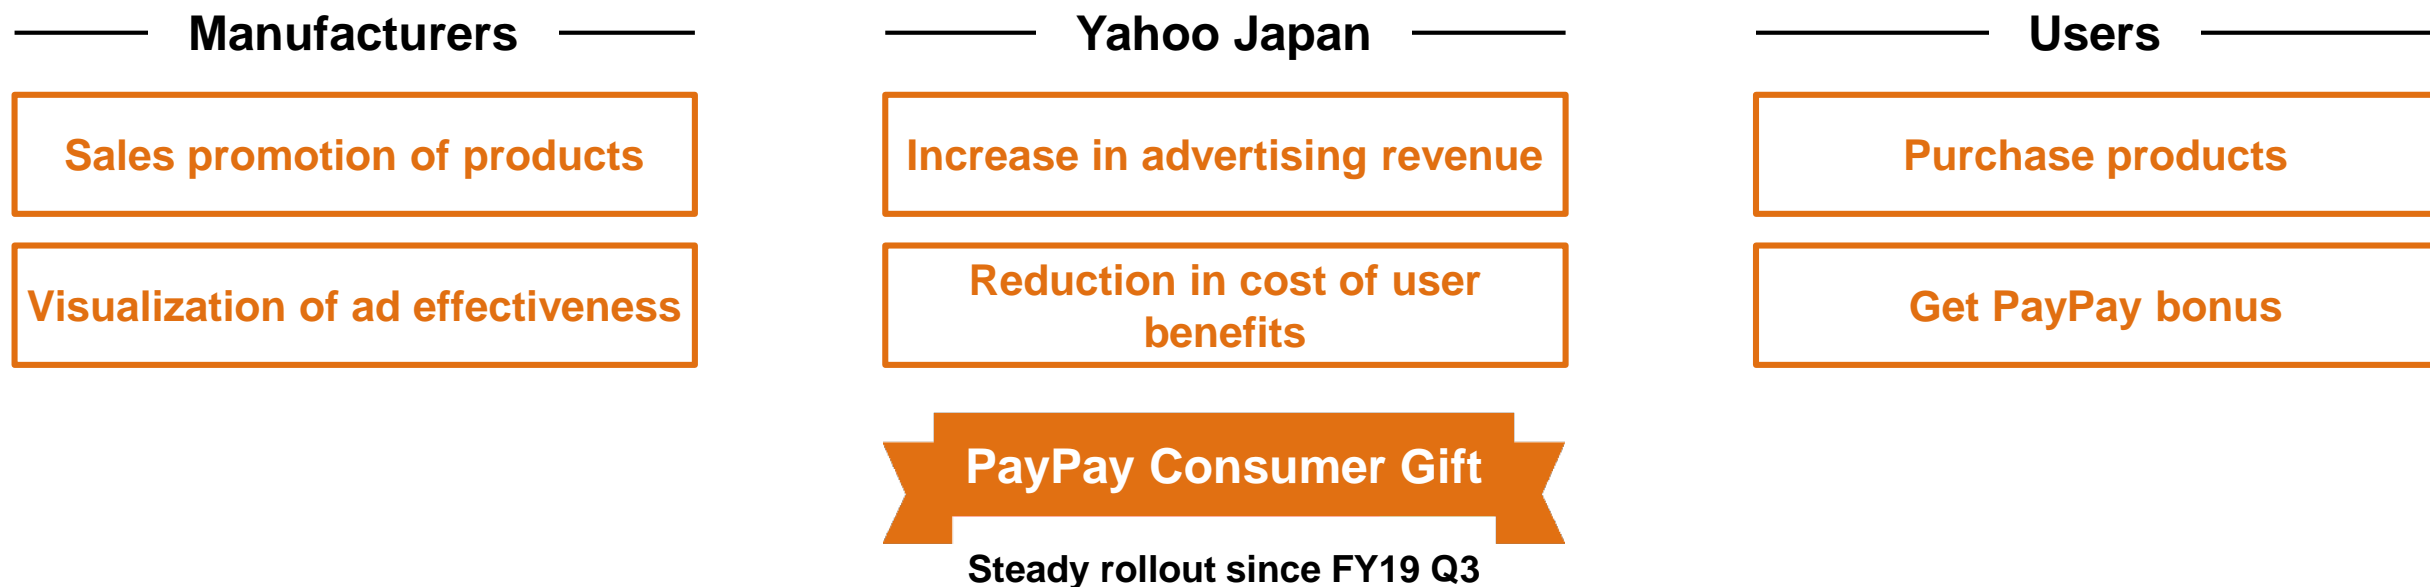 Manufacturers
Sales promotion of products
Visualization of ad effectiveness
Yahoo Japan
Increase in advertising revenue
Reduction in cost of user
benefits
PayPay Consumer Gift
Steady rollout since FY19 Q3
Users
Purchase products
Get PayPay bonus